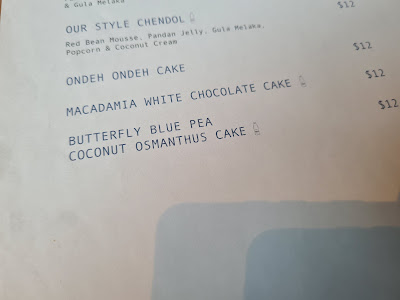 & Gula Melaka
$12
OUR STYLE CHENDOL
Red Bean Mousse, Pandan Jelly, Gula Melaka,
Popcorn & Coconut Cream
$12
ONDEH ONDEH CAKE
$12
MACADAMIA WHITE CHOCOLATE CAKE
$12
BUTTERFLY BLUE PEA
COCONUT OSMANTHUS CAKE